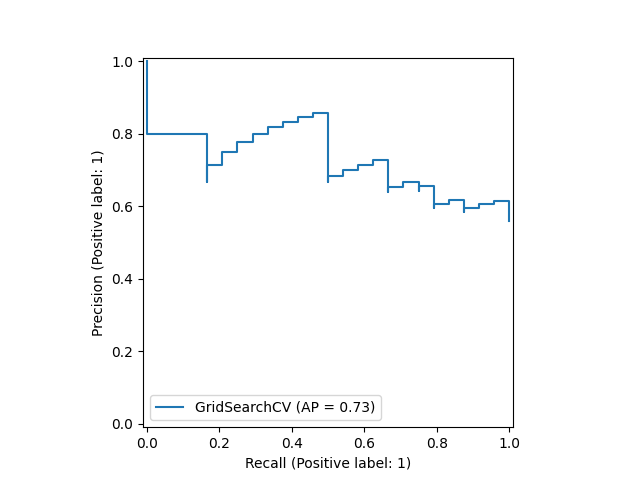 1.0
0.8
0.6
0.4
0.2
0.0
Precision (Positive label: 1)
GridSearchCV (AP = 0.73)
0.0 0.2 0.4 0.6 0.8 1.0
Recall (Positive label: 1)